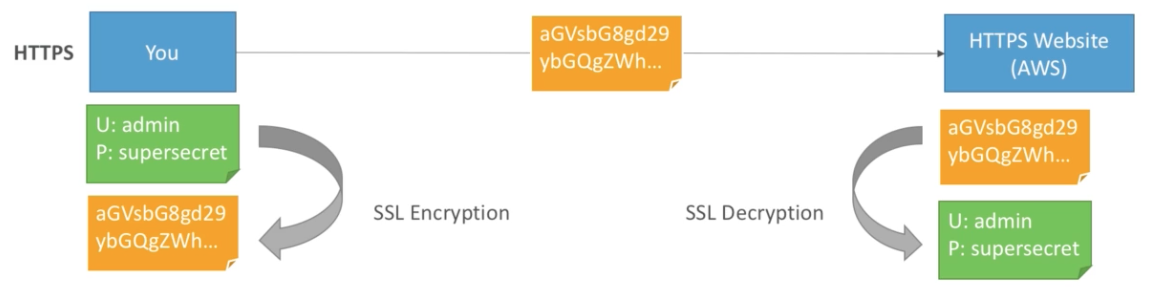 HTTPS
You
aGVsbG8gd29
ybGQgZWh...
HTTPS Website
(AWS)
U: admin
P: supersecret
aGVsbG8gd29
ybGQgZWh...
SSL Encryption
SSL Decryption
aGVsbG8gd29
ybGQgZWh...
U: admin
P: supersecret